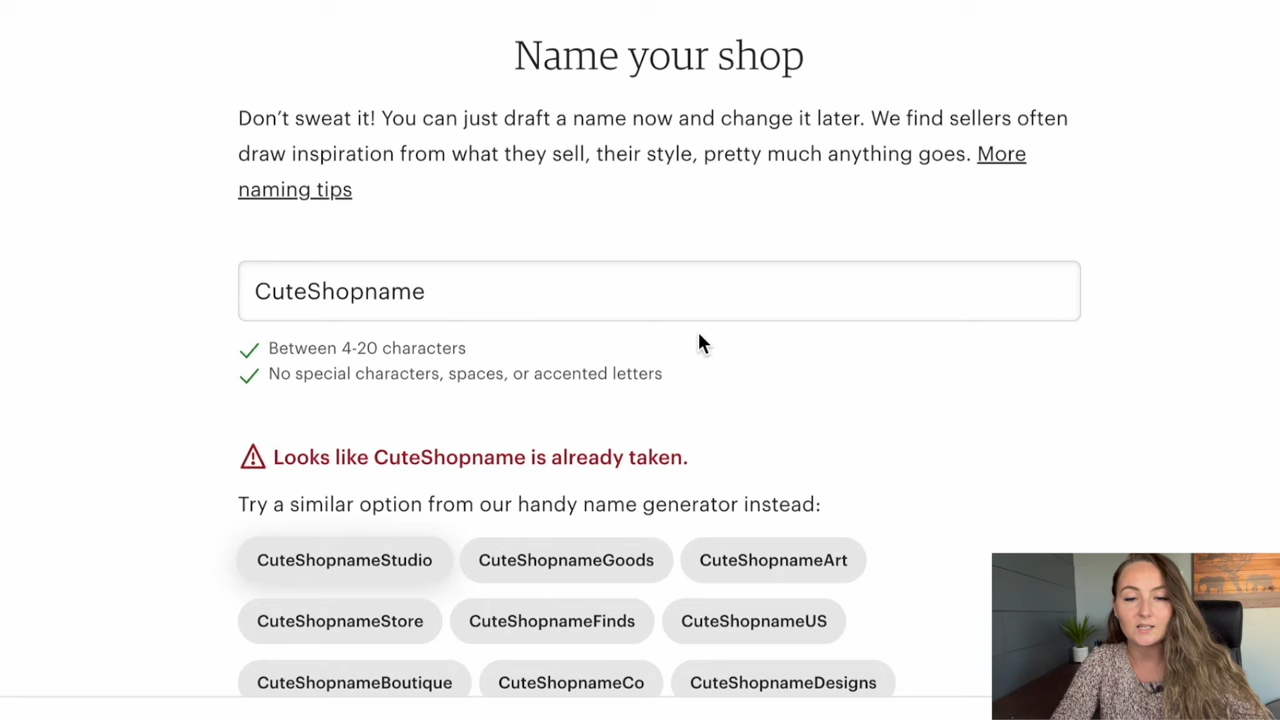 Name your shop
Don’t sweat it! You can just draft a name now and change it later. We find sellers often
draw inspiration from what they sell, their style, pretty much anything goes. More
naming tips
CuteShopname
Between 4-20 characters
No special characters, spaces, or accented letters
Looks like CuteShopname is already taken.
Try a similar option from our handy name generator instead:
CuteShopnameStudio CuteShopnameGoods CuteShopnameArt
CuteShopnameStore CuteShopnameFinds CuteShopnameUS
CuteShopnameBoutique CuteShopnameCo CuteShopnameDesigns